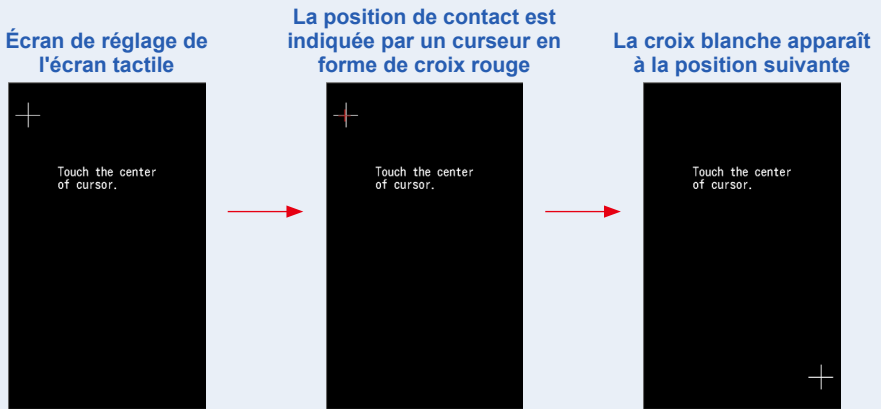 Écran de réglage de
l'écran tactile
La position de contact est
indiquée par un curseur en
forme de croix rouge
La croix blanche apparaît
à la position suivante
Touch the center
of cursor.
Touch the center
of cursor.
Touch the center
of cursor.